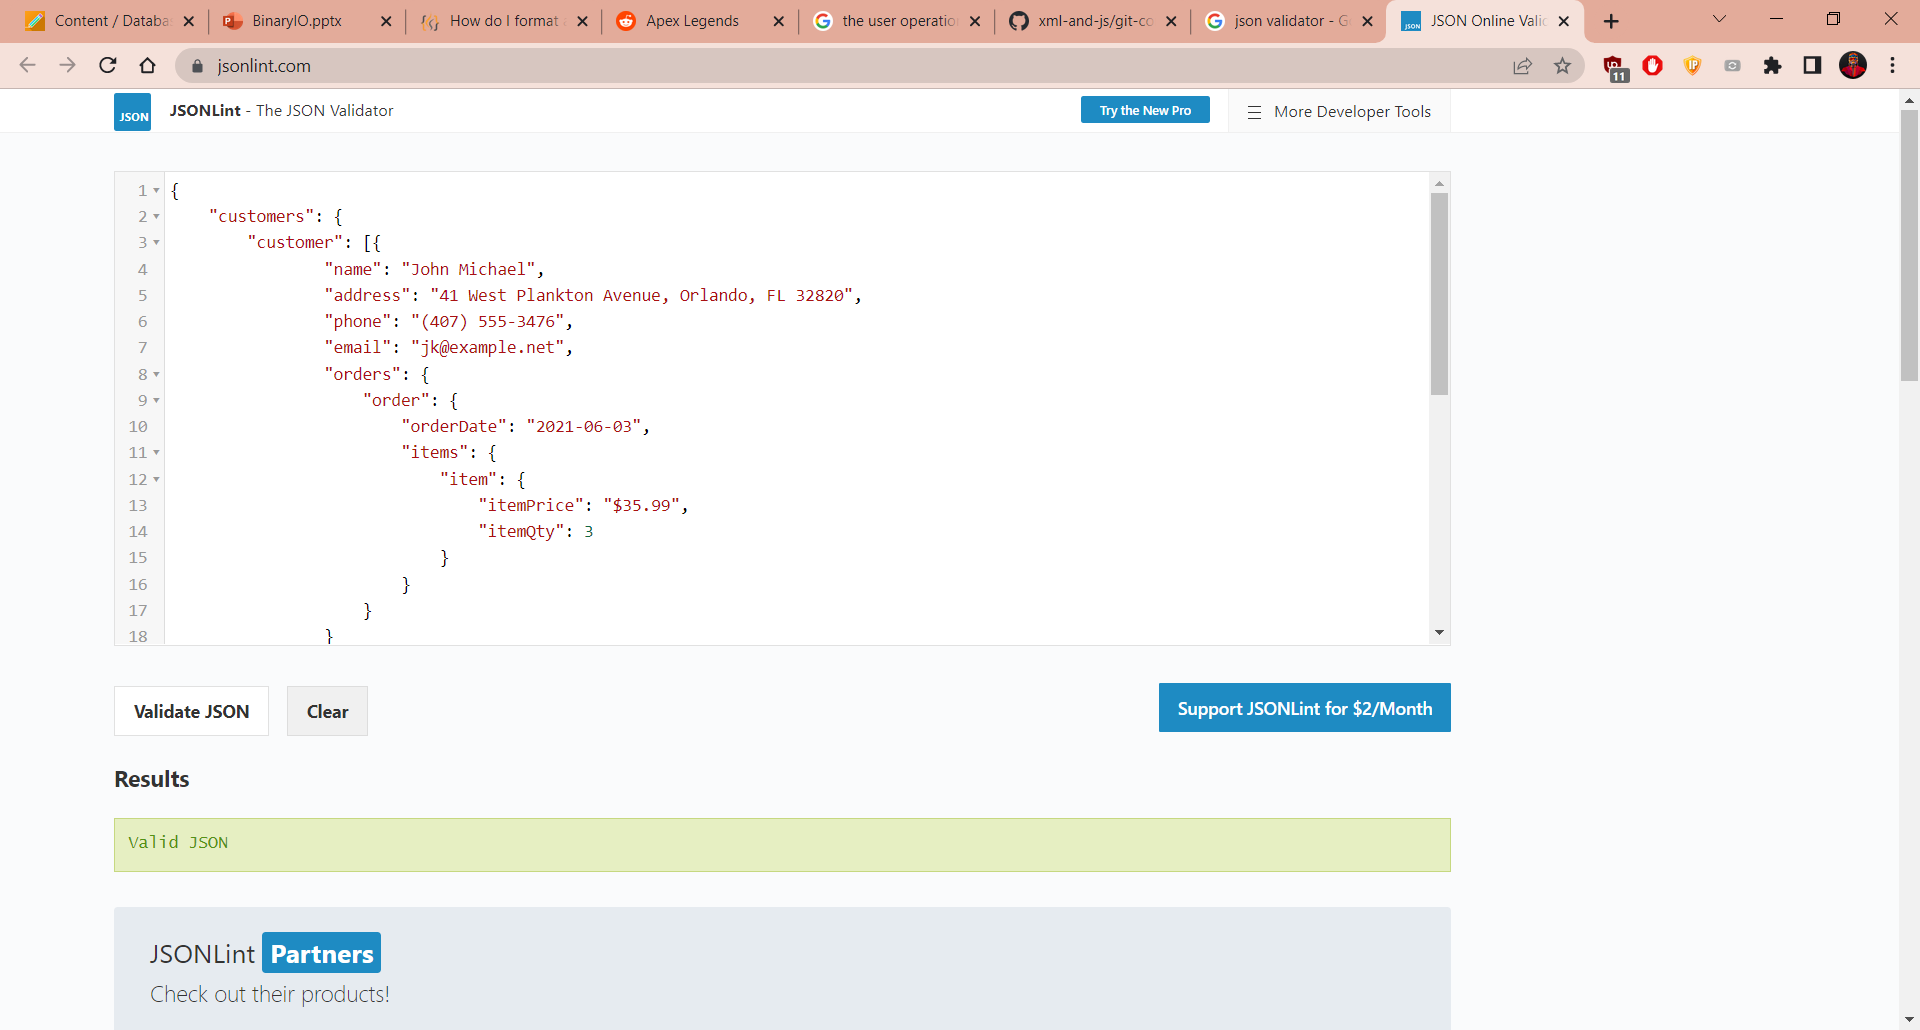 Content / Databa
BinaryIO.pptx
How do I format
Apex Legends
the user operatio
xml-and-js/git-co
json validator - G
JSON Online Vali
jsonlint.com
11
JSON
JSONLint - The JSON Validator
Try the New Pro
More Developer Tools
1 {
2 "customers": {
3 "customer": [{
4 "name": "John Michael",
5 "address": "41 West Plankton Avenue, Orlando, FL 32820",
6 "phone": "(407) 555-3476",
7 "email": "jk@example.net",
8 "orders": {
9 "order": {
10 "orderDate": "2021-06-03",
11 "items": {
12 "item": {
13 "itemPrice": "$35.99",
14 "itemQty": 3
15 }
16 }
17 }
18 }
Validate JSON
Clear
Support JSONLint for $2/Month
Results
Valid JSON
JSONLint Partners
Check out their products!